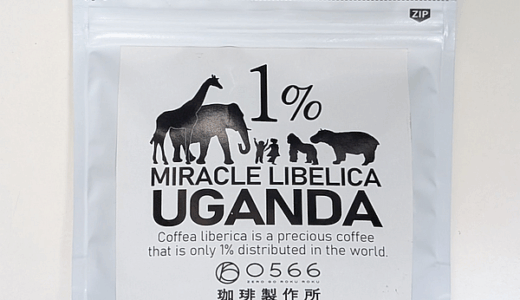 ZIP
1%
MIRACLE LIBELICA
UGANDA
Coffea liberica is a precious coffee
that is only 1% distributed in the world.
0566
ZERO GO ROKU ROKU
珈琲製作所